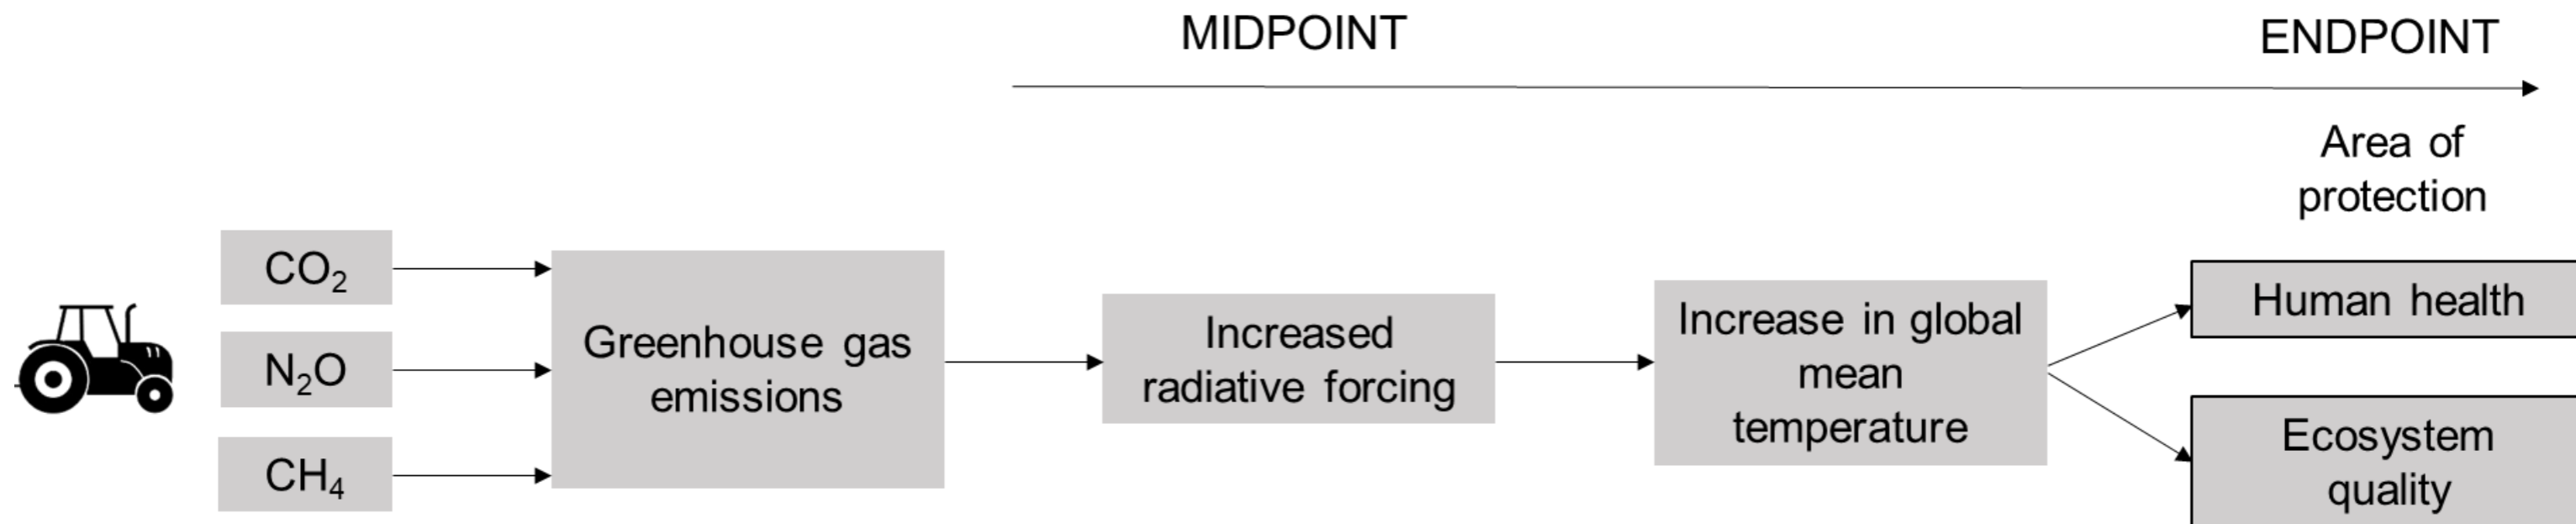 MIDPOINT
ENDPOINT
Area of
protection
CO₂
N₂O
CH₄
Greenhouse gas
emissions
Increased
radiative forcing
Increase in global
mean
temperature
Human health
Ecosystem
quality